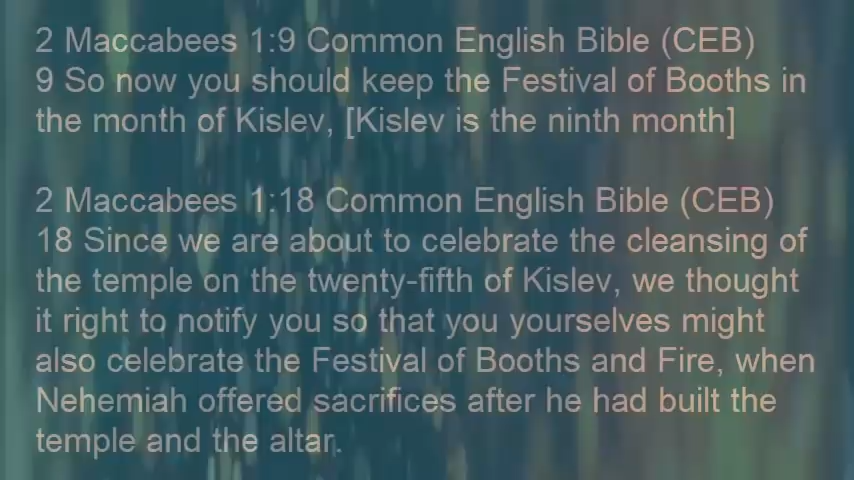 2 Maccabees 1:9 Common English Bible (CEB)
9 So now you should keep the Festival of Booths in
the month of Kislev, [Kislev is the ninth month]
2 Maccabees 1:18 Common English Bible (CEB)
18 Since we are about to celebrate the cleansing of
the temple on the twenty-fifth of Kislev, we thought
it right to notify you so that you yourselves might
also celebrate the Festival of Booths and Fire, when
Nehemiah offered sacrifices after he had built the
temple and the altar.